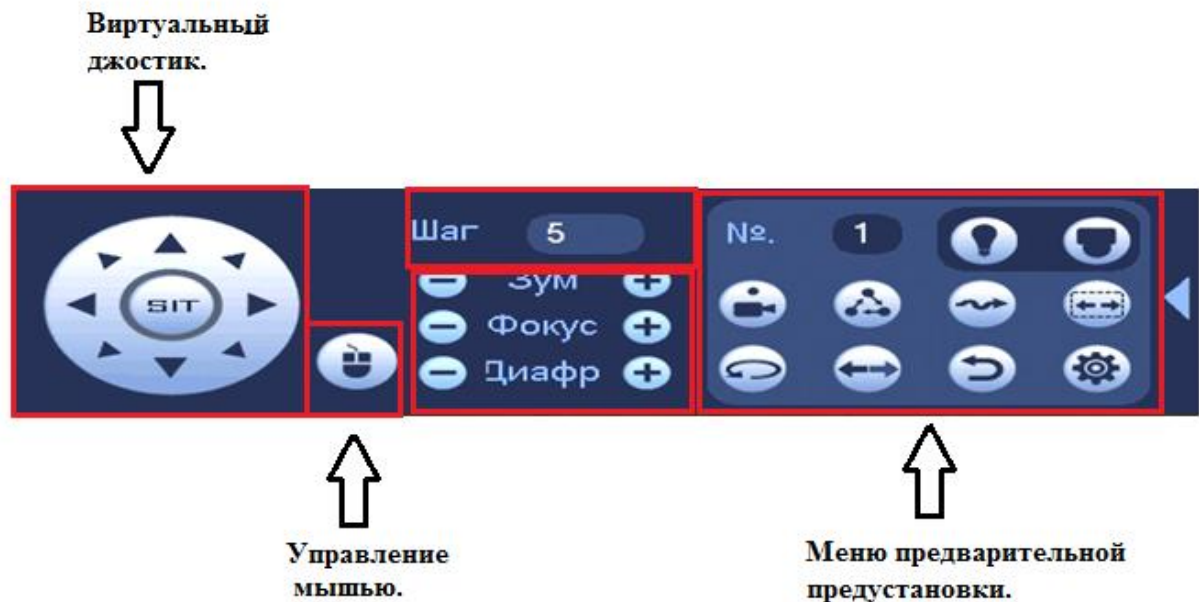 Виртуальный
джостик.
SIT
Шаг 5
Зум
Фокус
Диафр
№. 1
Управление
мышью.
Меню предварительной
предустановки.